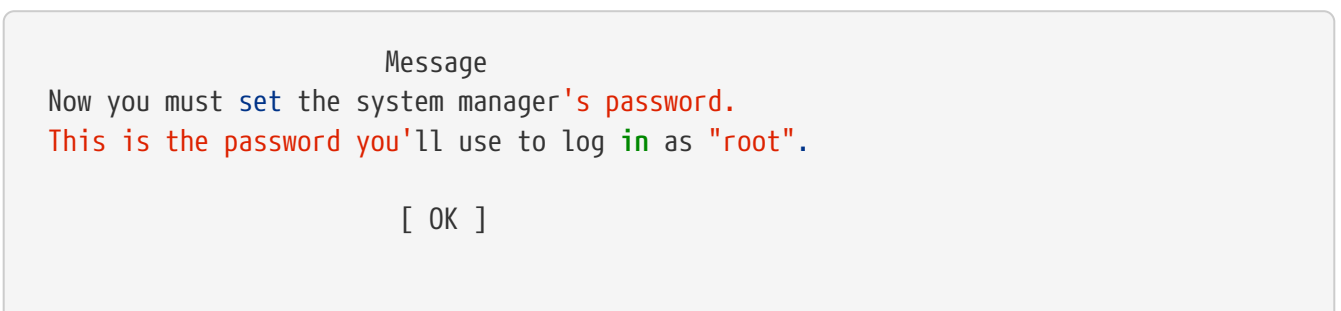 Message
Now you must set the system manager's password.
This is the password you'll use to log in as "root".
[ OK ]